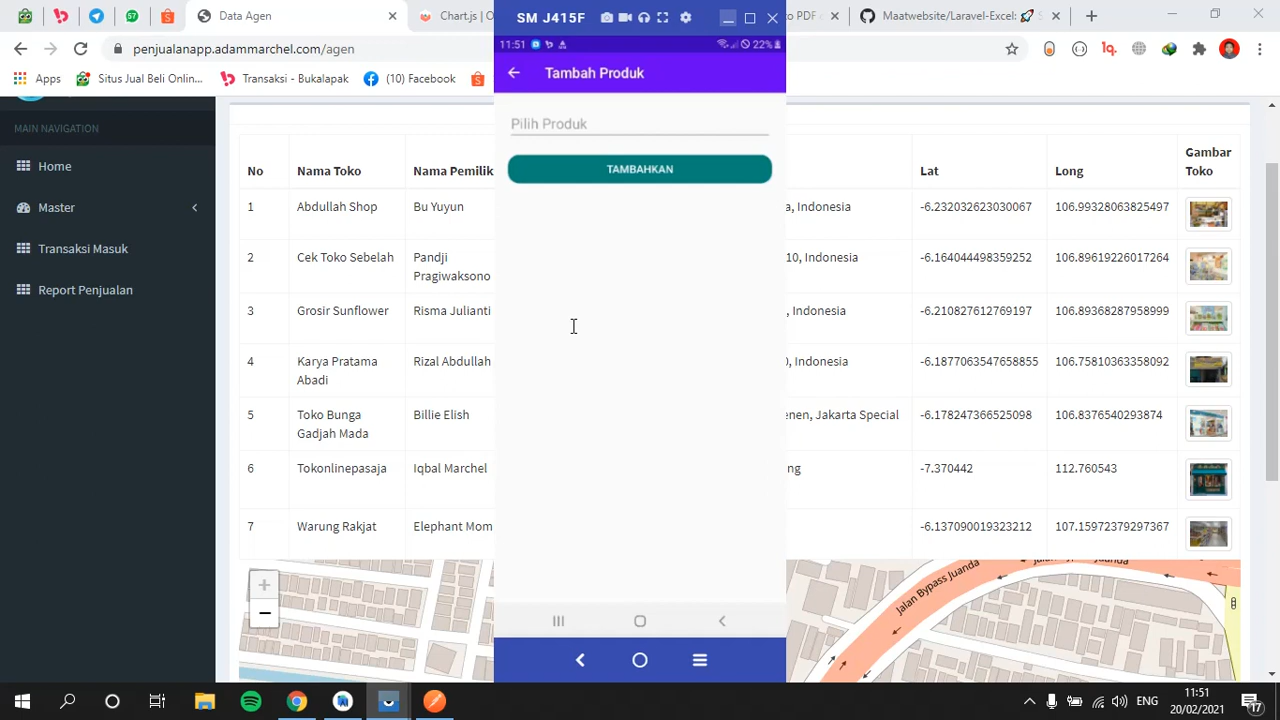 Data Agen
Chart.js |
SM J415F
to PDF
Maatwebsite/Laravel-Excel:
penjualanapp.adammarchel.com/agen
11:51
22%
Apps
Situs Jual Beli Online...
Transaksi - Bukalapak
(10) Facebook
Tambah Produk
MAIN NAVIGATION
Home
Master
Transaksi Masuk
Report Penjualan
Pilih Produk
TAMBAHKAN
No Nama Toko Nama Pemilik Lat Long Gambar Toko
1 Abdullah Shop Bu Yuyun a, Indonesia -6.232032623030067 106.99328063825497
2 Cek Toko Sebelah Pandji Pragiwaksono 10, Indonesia -6.164044498359252 106.89619226017264
3 Grosir Sunflower Risma Julianti , Indonesia -6.210827612769197 106.89368287958999
4 Karya Pratama Abadi Rizal Abdullah 0, Indonesia -6.1877063547658855 106.75810363358092
5 Toko Bunga Gadjah Mada Billie Elish enen, Jakarta Special -6.178247366525098 106.8376540293874
6 Tokonlinepasaja Iqbal Marchel ng -7.370442 112.760543
7 Warung Rakjat Elephant Mom -6.137090019323212 107.15972379297367
+
−
Jalan Bypass Juanda
ENG
11:51
20/02/2021
17